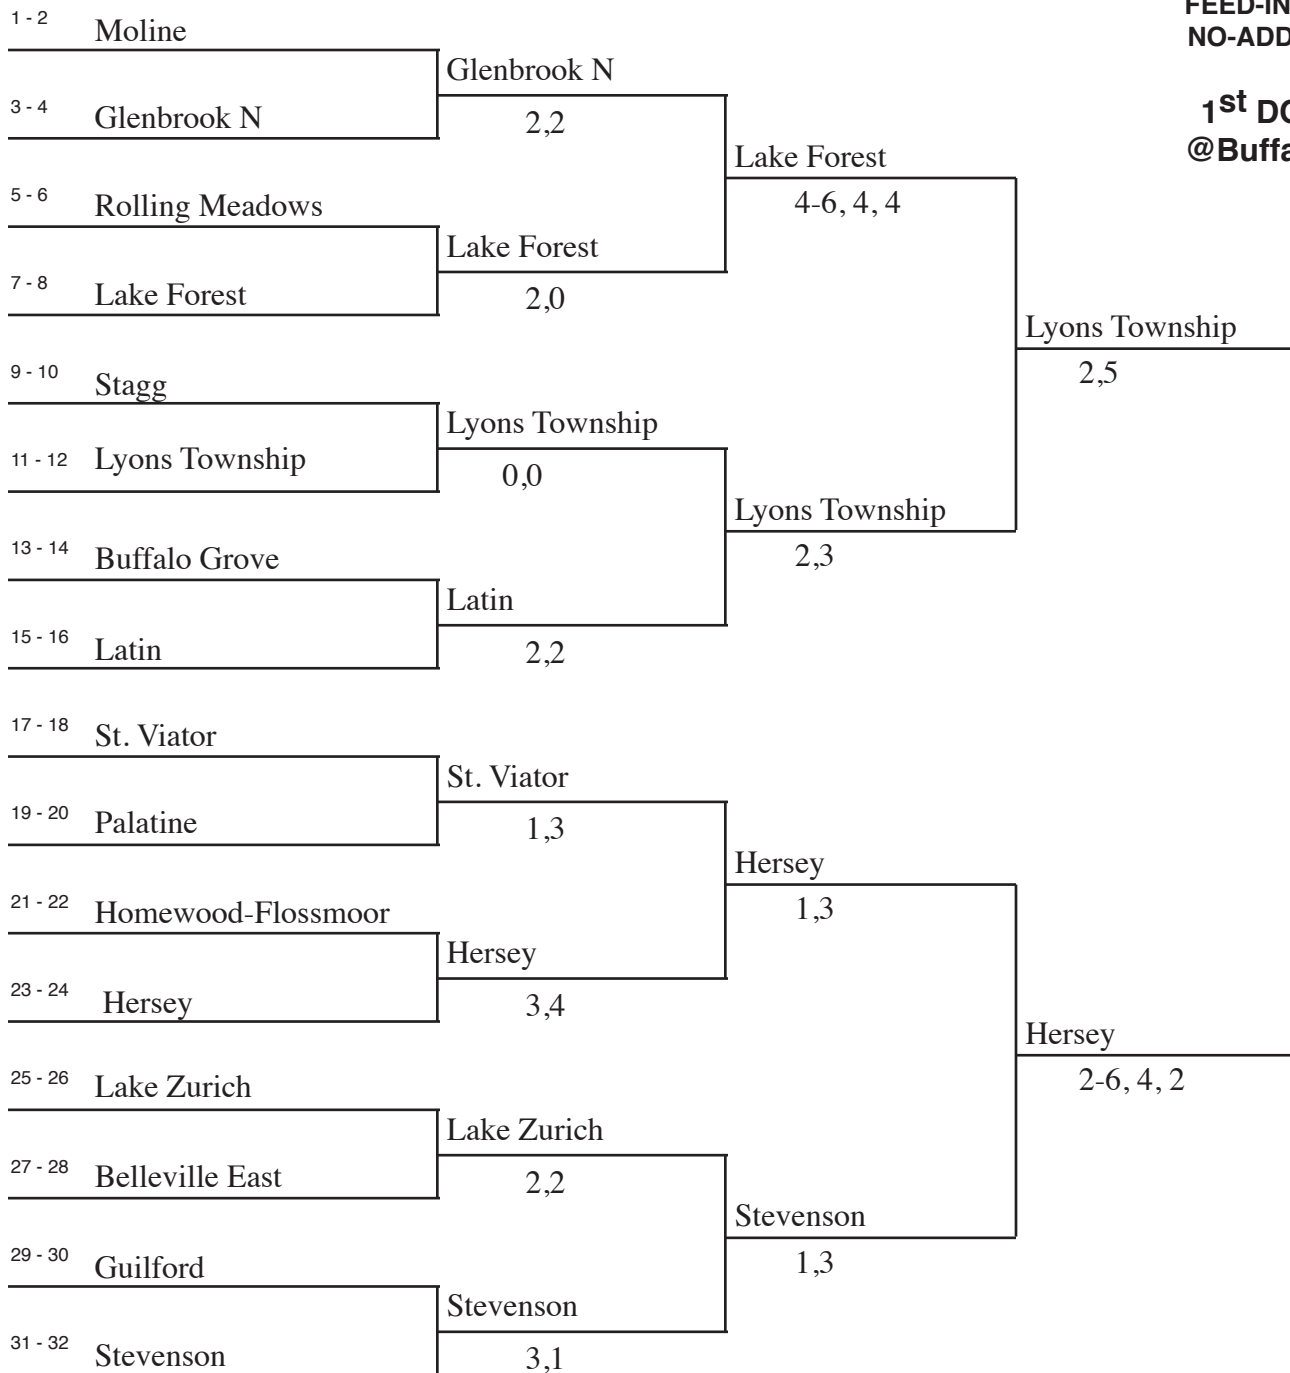 1 - 2 Moline
3 - 4 Glenbrook N
5 - 6 Rolling Meadows
7 - 8 Lake Forest
9 - 10 Stagg
11 - 12 Lyons Township
13 - 14 Buffalo Grove
15 - 16 Latin
17 - 18 St. Viator
19 - 20 Palatine
21 - 22 Homewood-Flossmoor
23 - 24 Hersey
25 - 26 Lake Zurich
27 - 28 Belleville East
29 - 30 Guilford
31 - 32 Stevenson
Glenbrook N
2,2
Lake Forest
2,0
Lyons Township
0,0
Latin
2,2
St. Viator
1,3
Hersey
3,4
Lake Zurich
2,2
Stevenson
3,1
Lake Forest
4-6, 4, 4
Lyons Township
2,3
Hersey
1,3
Stevenson
1,3
Lyons Township
2,5
Hersey
2-6, 4, 2
FEED-IN
NO-ADD
1st